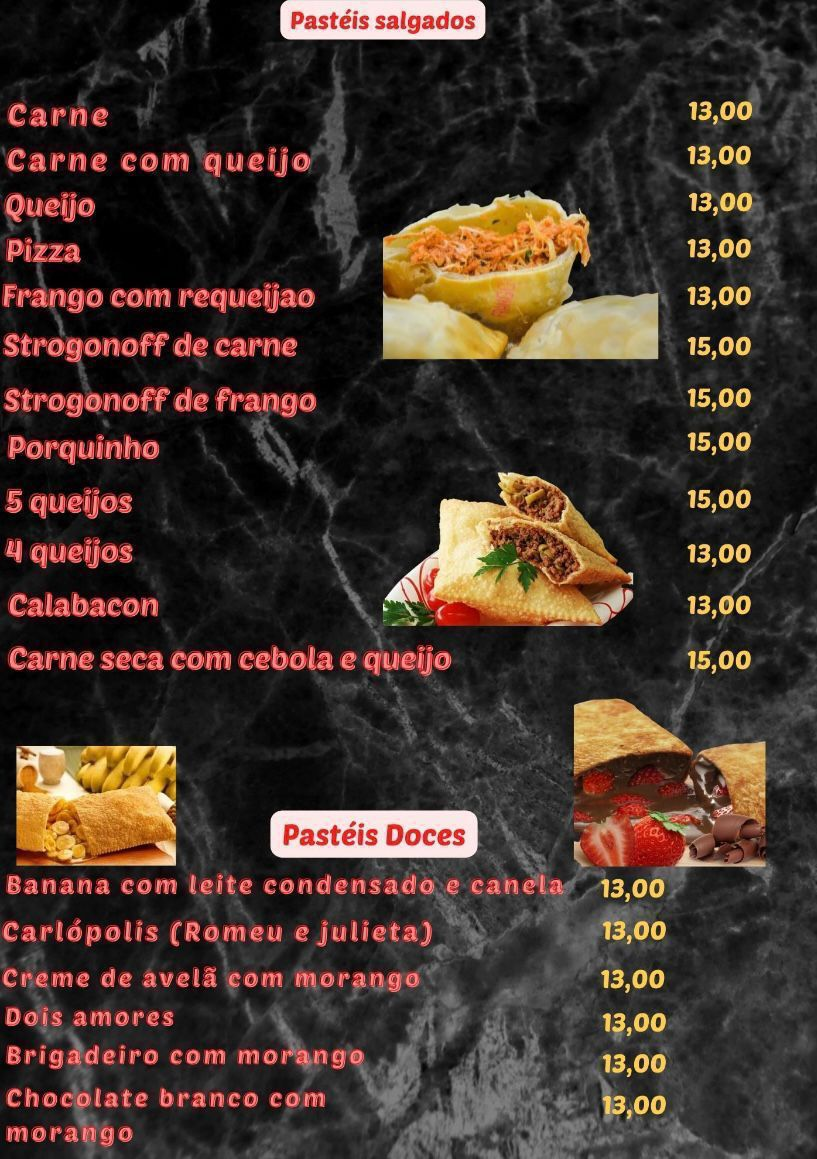 Pastéis salgados
Carne 13,00
Carne com queijo 13,00
Queijo 13,00
Pizza 13,00
Frango com requeijao 13,00
Strogonoff de carne 15,00
Strogonoff de frango 15,00
Porquinho 15,00
5 queijos 15,00
4 queijos 13,00
Calabacon 13,00
Carne seca com cebola e queijo 15,00
Pastéis Doces
Banana com leite condensado e canela 13,00
Carlópolis (Romeu e julieta) 13,00
Creme de avelã com morango 13,00
Dois amores 13,00
Brigadeiro com morango 13,00
Chocolate branco com 13,00
morango